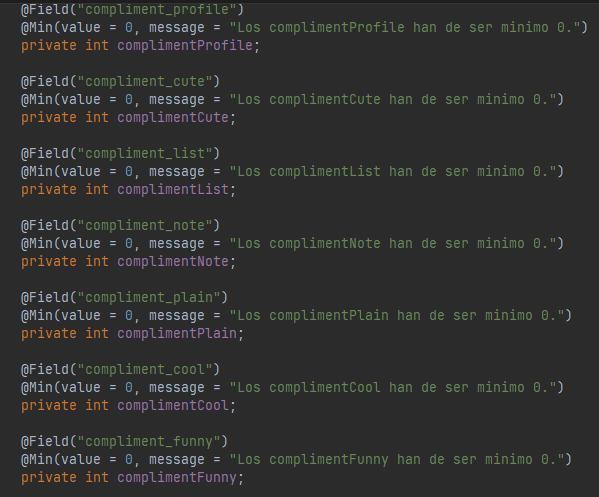 @Field("compliment_profile")
@Min(value = 0, message = "Los complimentProfile han de ser minimo 0.")
private int complimentProfile;
@Field("compliment_cute")
@Min(value = 0, message = "Los complimentCute han de ser minimo 0.")
private int complimentCute;
@Field("compliment_list")
@Min(value = 0, message = "Los complimentList han de ser minimo 0.")
private int complimentList;
@Field("compliment_note")
@Min(value = 0, message = "Los complimentNote han de ser minimo 0.")
private int complimentNote;
@Field("compliment_plain")
@Min(value = 0, message = "Los complimentPlain han de ser minimo 0.")
private int complimentPlain;
@Field("compliment_cool")
@Min(value = 0, message = "Los complimentCool han de ser minimo 0.")
private int complimentCool;
@Field("compliment_funny")
@Min(value = 0, message = "Los complimentFunny han de ser minimo 0.")
private int complimentFunny;